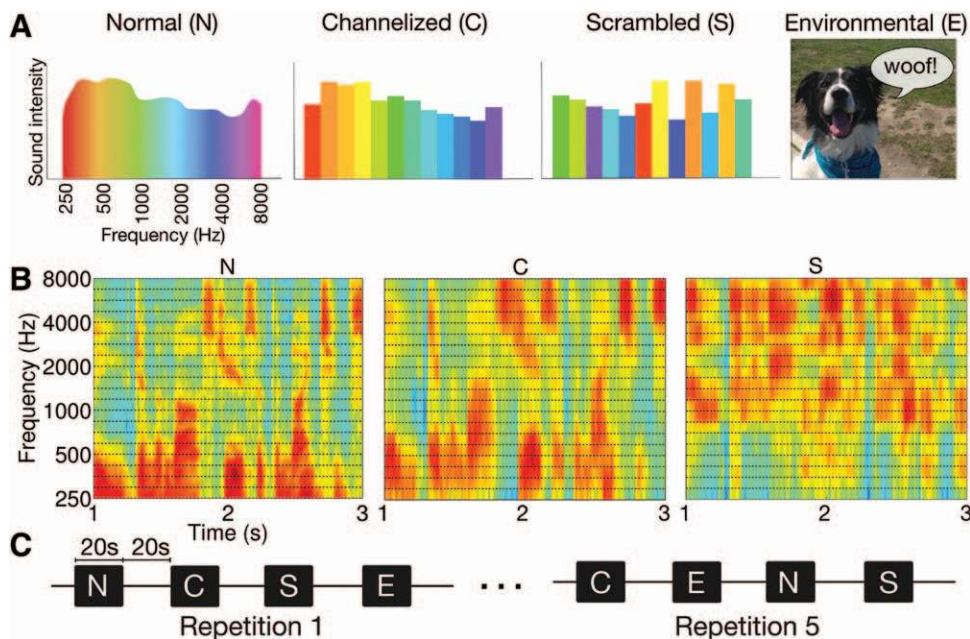 A
Normal (N)
Channelized (C)
Scrambled (S)
Environmental (E)
woof!
Sound intensity
250
500
1000
2000
4000
8000
Frequency (Hz)
B
N
C
S
Frequency (Hz)
8000
4000
2000
1000
500
250
1 2 3
1 2 3
1 2 3
Time (s)
C
20s 20s
N C S E ... C E N S
Repetition 1
Repetition 5